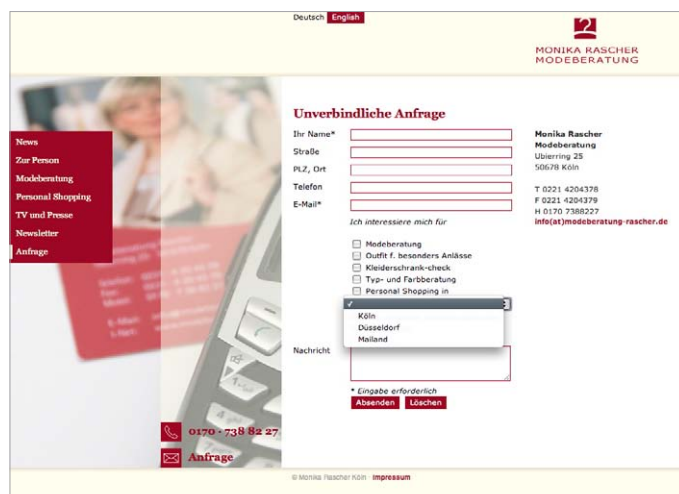 Deutsch English
MONIKA RASCHER
MODEBERATUNG
News
Zur Person
Modeberatung
Personal Shopping
TV und Presse
Newsletter
Anfrage
Unverbindliche Anfrage
Ihr Name*
Straße
PLZ, Ort
Telefon
E-Mail*
Ich interessiere mich für
Modeberatung
Outfit f. besonders Anlässe
Kleiderschrank-check
Typ- und Farbberatung
Personal Shopping in
Köln
Düsseldorf
Mailand
Nachricht
* Eingabe erforderlich
Absenden Löschen
Monika Rascher
Modeberatung
Ubierring 25
50678 Köln
T 0221 4204378
F 0221 4204379
H 0170 7388227
info(at)modeberatung-rascher.de
0170 - 738 82 27
Anfrage
© Monika Rascher Köln · Impressum